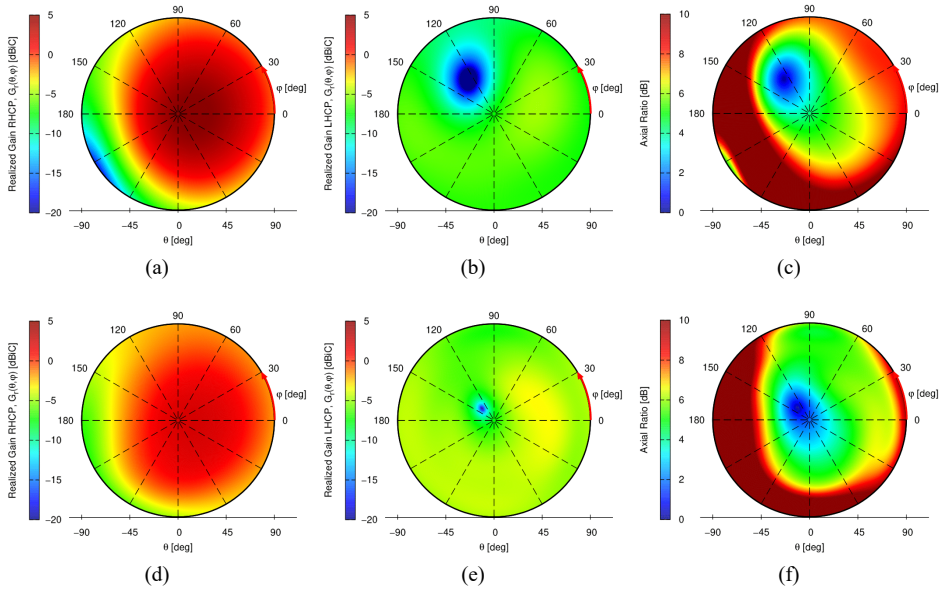 5
0
−5
−10
−15
−20
Realized Gain RHCP, Gr(θ,φ) [dBiC]
90
120
60
150
30
φ [deg]
180
0
−90 −45 0 45 90
θ [deg]
(a)
5
0
−5
−10
−15
−20
Realized Gain LHCP, Gr(θ,φ) [dBiC]
90
120
60
150
30
φ [deg]
180
0
−90 −45 0 45 90
θ [deg]
(b)
10
8
6
4
2
0
Axial Ratio [dB]
90
120
60
150
30
φ [deg]
180
0
−90 −45 0 45 90
θ [deg]
(c)
5
0
−5
−10
−15
−20
Realized Gain RHCP, Gr(θ,φ) [dBiC]
90
120
60
150
30
φ [deg]
180
0
−90 −45 0 45 90
θ [deg]
(d)
5
0
−5
−10
−15
−20
Realized Gain LHCP, Gr(θ,φ) [dBiC]
90
120
60
150
30
φ [deg]
180
0
−90 −45 0 45 90
θ [deg]
(e)
10
8
6
4
2
0
Axial Ratio [dB]
90
120
60
150
30
φ [deg]
180
0
−90 −45 0 45 90
θ [deg]
(f)